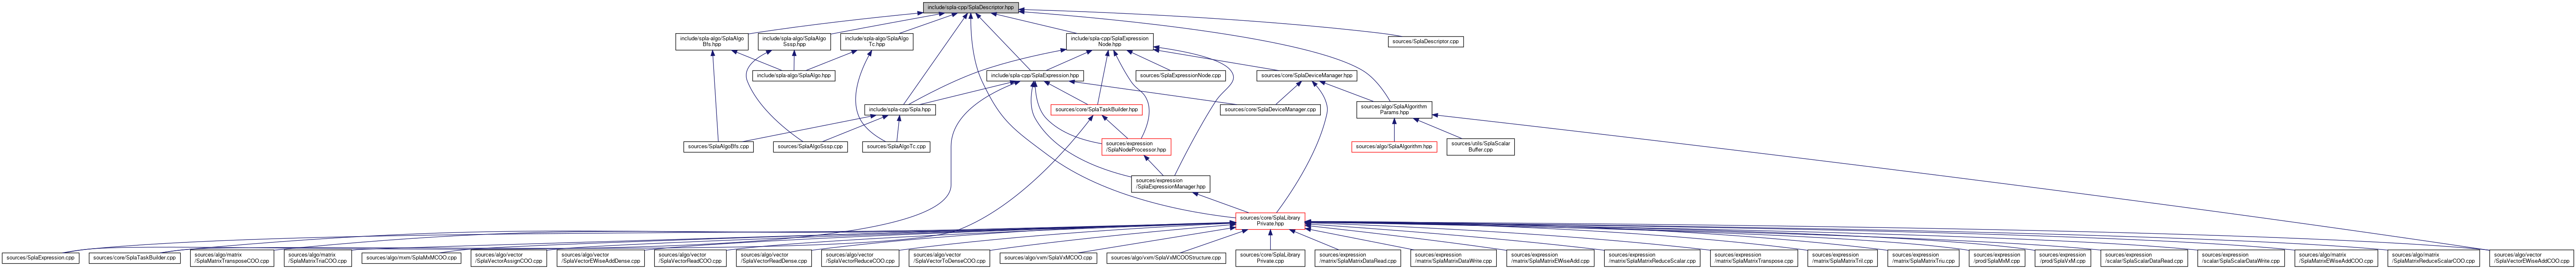 include/spla-cpp/SplaDescriptor.hpp
include/spla-algo/SplaAlgo
Bfs.hpp
include/spla-algo/SplaAlgo
Sssp.hpp
include/spla-algo/SplaAlgo
Tc.hpp
include/spla-cpp/SplaExpression
Node.hpp
sources/SplaDescriptor.cpp
include/spla-algo/SplaAlgo.hpp
include/spla-cpp/SplaExpression.hpp
sources/SplaExpressionNode.cpp
sources/core/SplaDeviceManager.hpp
include/spla-cpp/Spla.hpp
sources/core/SplaTaskBuilder.hpp
sources/core/SplaDeviceManager.cpp
sources/algo/SplaAlgorithm
Params.hpp
sources/SplaAlgoBfs.cpp
sources/SplaAlgoSssp.cpp
sources/SplaAlgoTc.cpp
sources/expression
/SplaNodeProcessor.hpp
sources/algo/SplaAlgorithm.hpp
sources/utils/SplaScalar
Buffer.cpp
sources/expression
/SplaExpressionManager.hpp
sources/core/SplaLibrary
Private.hpp
sources/SplaExpression.cpp
sources/core/SplaTaskBuilder.cpp
sources/algo/matrix
/SplaMatrixTransposeCOO.cpp
sources/algo/matrix
/SplaMatrixTriaCOO.cpp
sources/algo/mxm/SplaMxMCOO.cpp
sources/algo/vector
/SplaVectorAssignCOO.cpp
sources/algo/vector
/SplaVectorEWiseAddDense.cpp
sources/algo/vector
/SplaVectorReadCOO.cpp
sources/algo/vector
/SplaVectorReadDense.cpp
sources/algo/vector
/SplaVectorReduceCOO.cpp
sources/algo/vector
/SplaVectorToDenseCOO.cpp
sources/algo/vxm/SplaVxMCOO.cpp
sources/algo/vxm/SplaVxMCOOStructure.cpp
sources/core/SplaLibrary
Private.cpp
sources/expression
/matrix/SplaMatrixDataRead.cpp
sources/expression
/matrix/SplaMatrixDataWrite.cpp
sources/expression
/matrix/SplaMatrixEWiseAdd.cpp
sources/expression
/matrix/SplaMatrixReduceScalar.cpp
sources/expression
/matrix/SplaMatrixTranspose.cpp
sources/expression
/matrix/SplaMatrixTril.cpp
sources/expression
/matrix/SplaMatrixTriu.cpp
sources/expression
/prod/SplaMxM.cpp
sources/expression
/prod/SplaVxM.cpp
sources/expression
/scalar/SplaScalarDataRead.cpp
sources/expression
/scalar/SplaScalarDataWrite.cpp
sources/algo/matrix
/SplaMatrixEWiseAddCOO.cpp
sources/algo/matrix
/SplaMatrixReduceScalarCOO.cpp
sources/algo/vector
/SplaVectorEWiseAddCOO.cpp